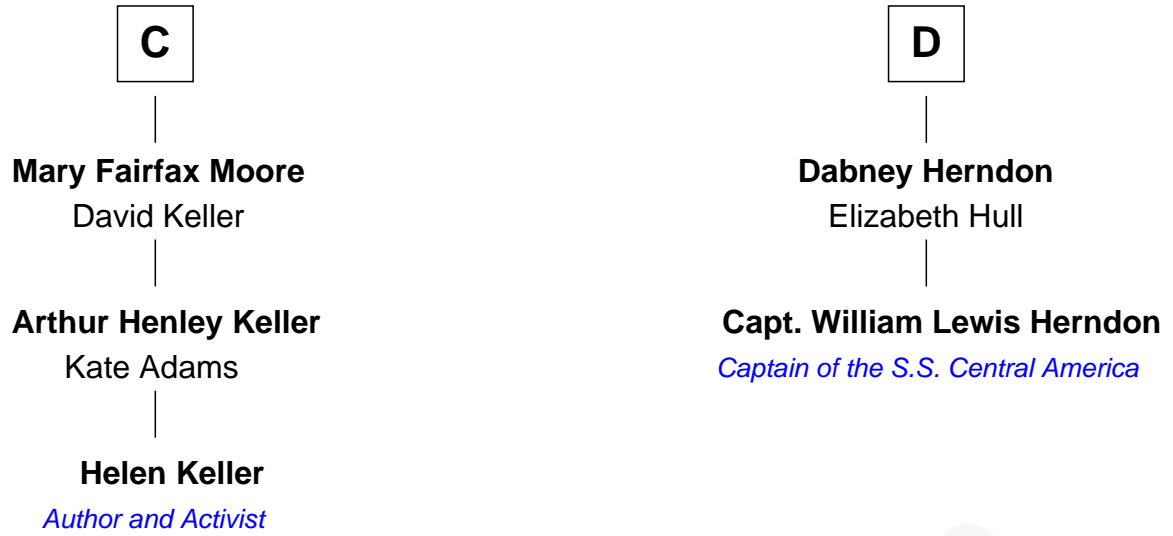 C
D
Mary Fairfax Moore
David Keller
Dabney Herndon
Elizabeth Hull
Arthur Henley Keller
Kate Adams
Capt. William Lewis Herndon
Captain of the S.S. Central America
Helen Keller
Author and Activist